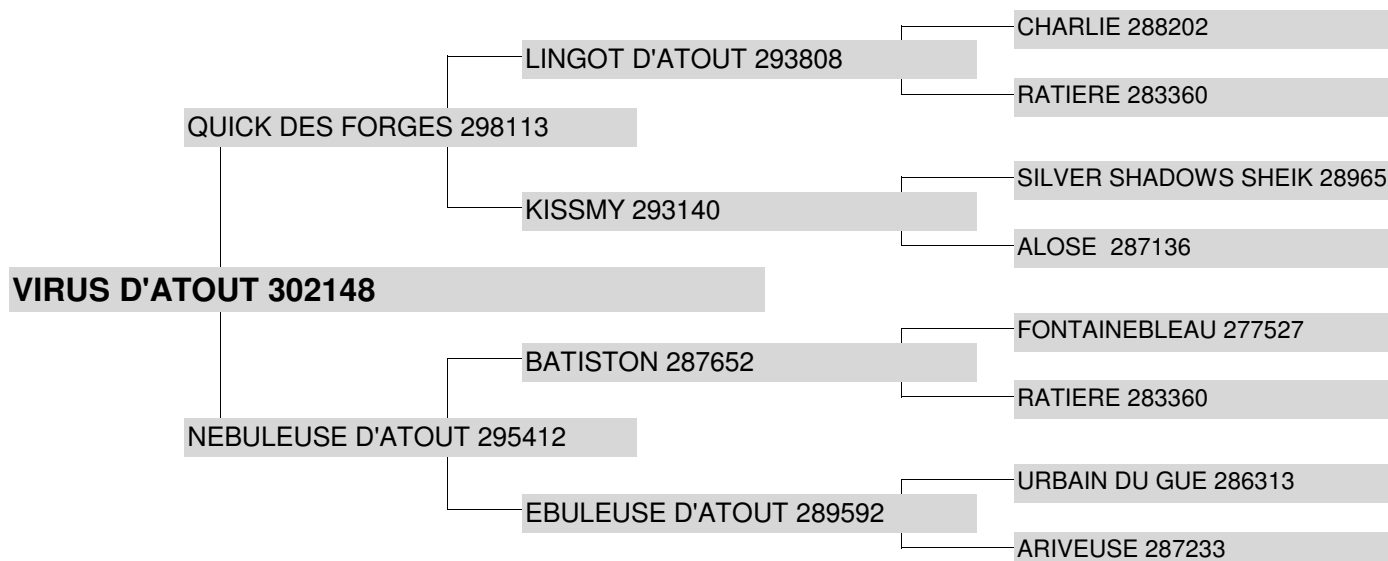 CHARLIE 288202
LINGOT D'ATOUT 293808
RATIERE 283360
QUICK DES FORGES 298113
SILVER SHADOWS SHEIK 28965
KISSMY 293140
ALOSE 287136
VIRUS D'ATOUT 302148
FONTAINEBLEAU 277527
BATISTON 287652
RATIERE 283360
NEBULEUSE D'ATOUT 295412
URBAIN DU GUE 286313
EBULEUSE D'ATOUT 289592
ARIVEUSE 287233